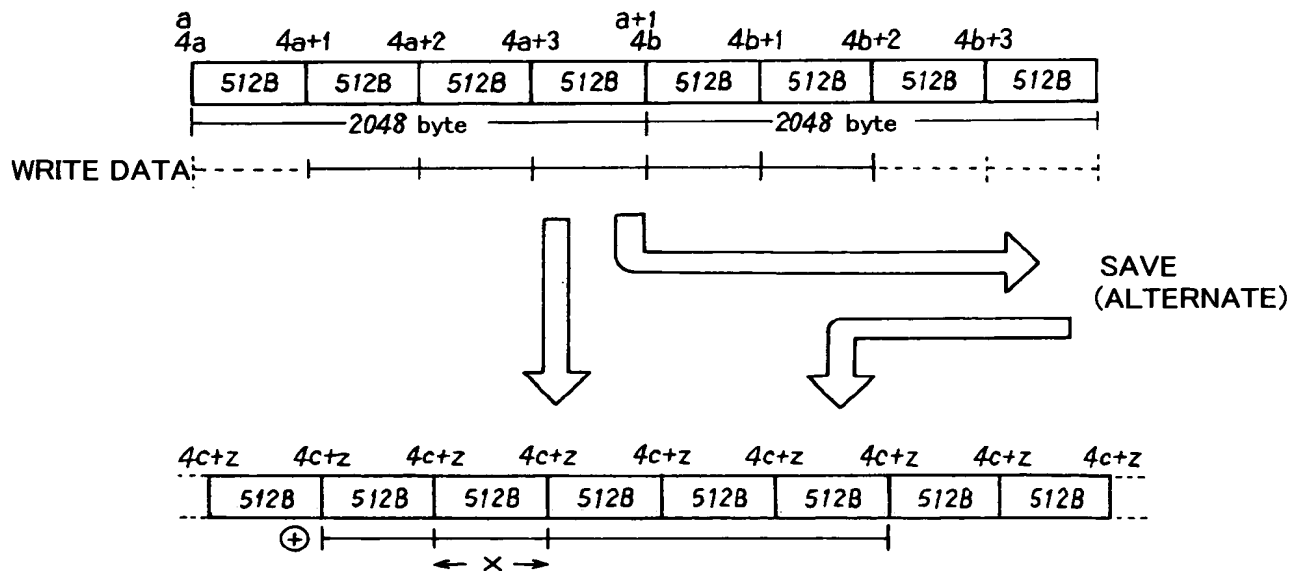 a a+1
4a 4a+1 4a+2 4a+3 4b 4b+1 4b+2 4b+3
512B 512B 512B 512B 512B 512B 512B 512B
2048 byte 2048 byte
WRITE DATA
SAVE
(ALTERNATE)
4c+z 4c+z 4c+z 4c+z 4c+z 4c+z 4c+z 4c+z 4c+z
512B 512B 512B 512B 512B 512B 512B 512B
+
x